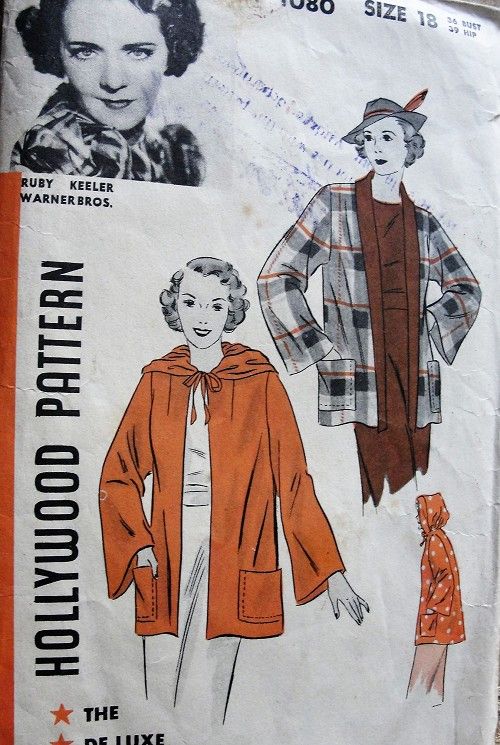 1080 SIZE 18 36 BUST
39 HIP
RUBY KEELER
WARNER BROS.
HOLLYWOOD PATTERN
★ THE
★ DE LUXE